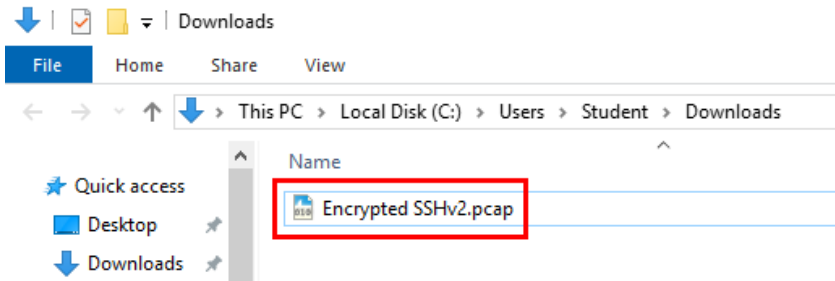 Downloads
File Home Share View
This PC > Local Disk (C:) > Users > Student > Downloads
Name
Quick access
Encrypted SSHv2.pcap
Desktop
Downloads